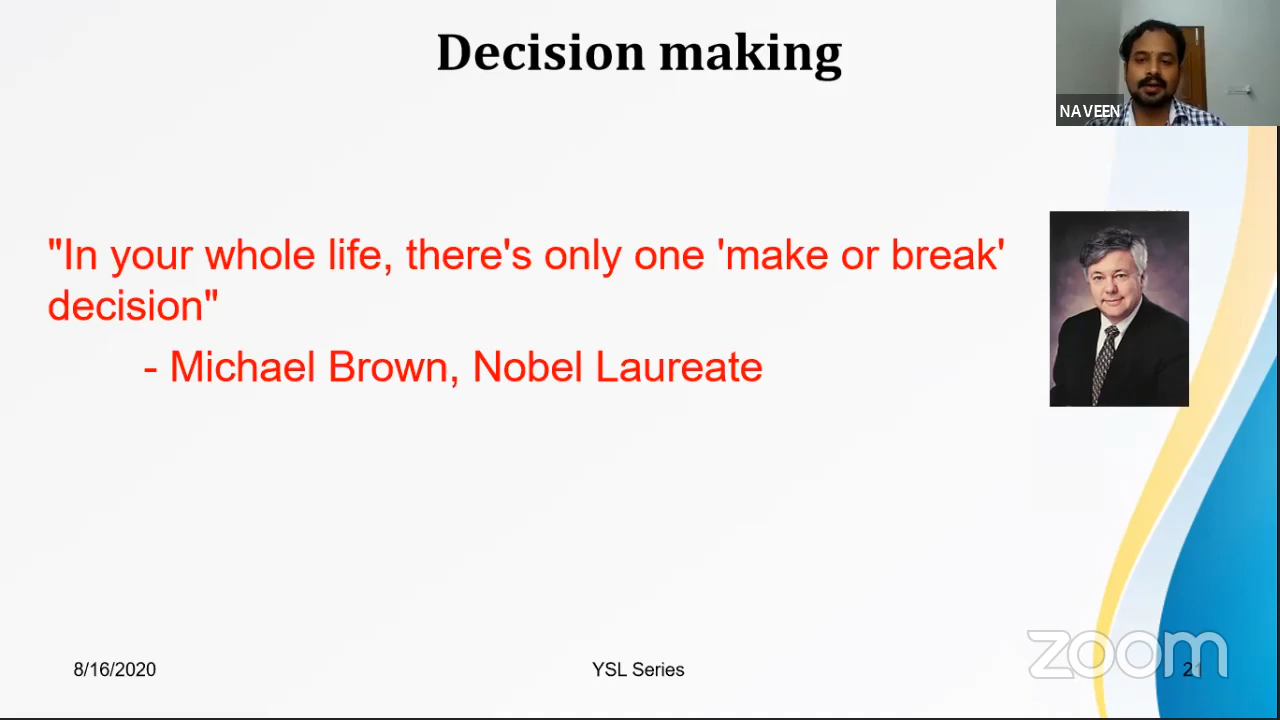 Decision making
NAVEEN
"In your whole life, there's only one 'make or break'
decision"
- Michael Brown, Nobel Laureate
8/16/2020
YSL Series
zoom
21